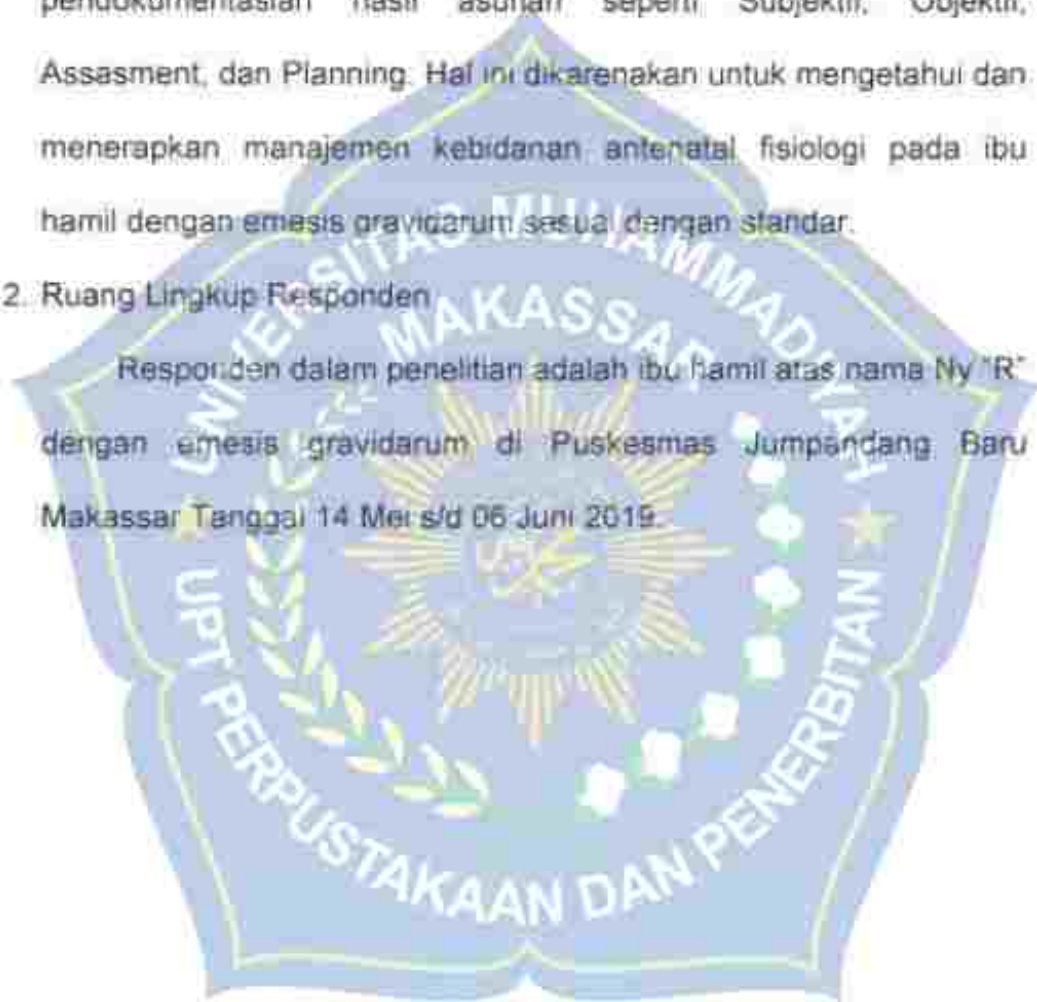 pendokumentasian hasil asuhan seperti Subjektif, Objektif,
Assasment, dan Planning. Hal ini dikarenakan untuk mengetahui dan
menerapkan manajemen kebidanan antenatal fisiologi pada ibu
hamil dengan emesis gravidarum sesuai dengan standar.
2. Ruang Lingkup Responden
Responden dalam penelitian adalah ibu hamil atas nama Ny "R"
dengan emesis gravidarum di Puskesmas Jumpandang Baru
Makassar Tanggal 14 Mei s/d 06 Juni 2019.
UNIVERSITAS MUHAMMADIYAH
MAKASSAR
UPT PERPUSTAKAAN DAN PENERBITAN